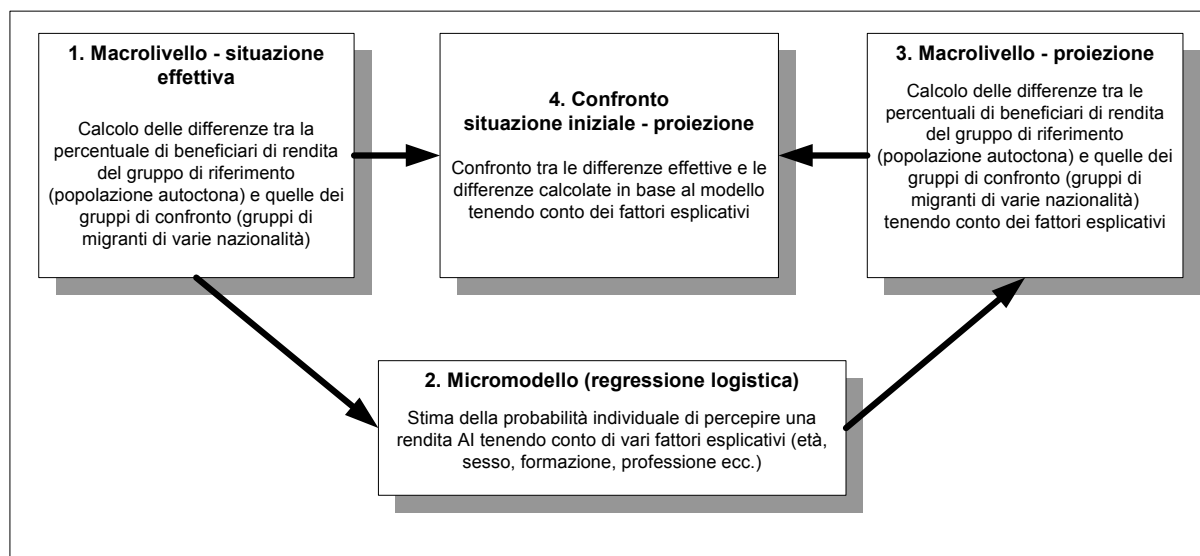 1. Macrolivello - situazione
effettiva
Calcolo delle differenze tra la
percentuale di beneficiari di rendita
del gruppo di riferimento
(popolazione autoctona) e quelle dei
gruppi di confronto (gruppi di
migranti di varie nazionalità)
4. Confronto
situazione iniziale - proiezione
Confronto tra le differenze effettive e le
differenze calcolate in base al modello
tenendo conto dei fattori esplicativi
3. Macrolivello - proiezione
Calcolo delle differenze tra le
percentuali di beneficiari di rendita
del gruppo di riferimento
(popolazione autoctona) e quelle dei
gruppi di confronto (gruppi di
migranti di varie nazionalità)
tenendo conto dei fattori esplicativi
2. Micromodello (regressione logistica)
Stima della probabilità individuale di percepire una
rendita AI tenendo conto di vari fattori esplicativi (età,
sesso, formazione, professione ecc.)